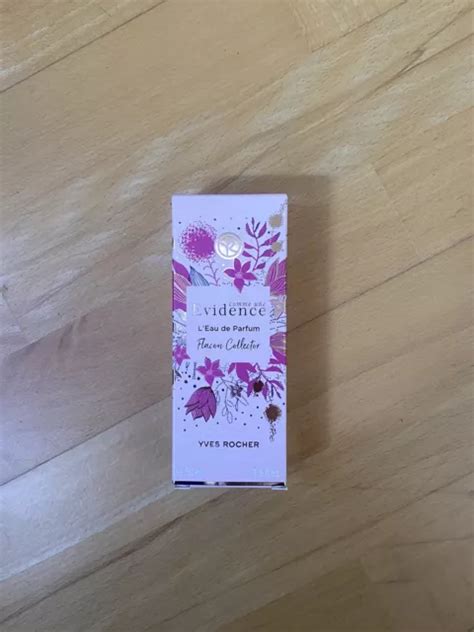 comme une
Evidence
L'Eau de Parfum
Flacon Collector
YVES ROCHER